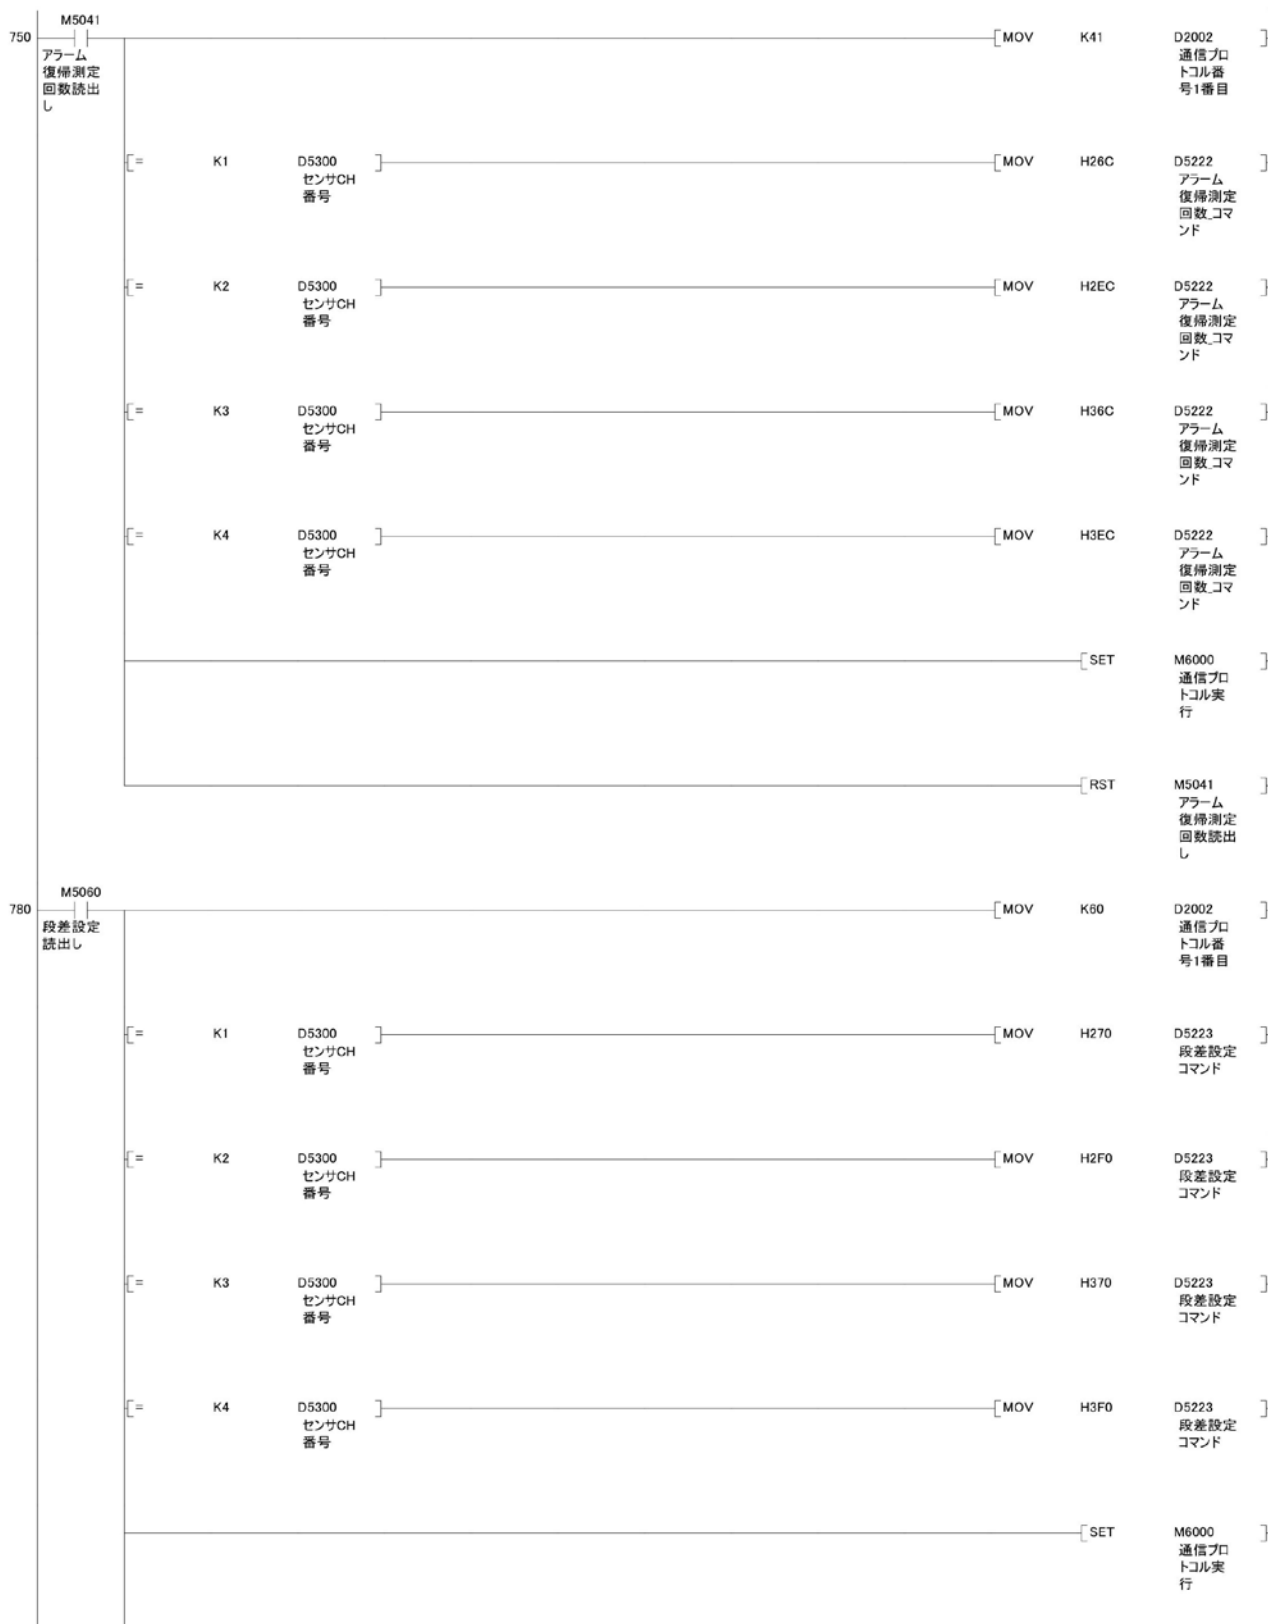 M5041
750 [MOV K41 D2002 ]
アラーム
復帰測定
回数読出
し
通信プロ
トコル番
号1番目
[= K1 D5300 ] [MOV H26C D5222 ]
センサCH
番号
アラーム
復帰測定
回数_コマ
ンド
[= K2 D5300 ] [MOV H2EC D5222 ]
センサCH
番号
アラーム
復帰測定
回数_コマ
ンド
[= K3 D5300 ] [MOV H36C D5222 ]
センサCH
番号
アラーム
復帰測定
回数_コマ
ンド
[= K4 D5300 ] [MOV H3EC D5222 ]
センサCH
番号
アラーム
復帰測定
回数_コマ
ンド
[SET M6000 ]
通信プロ
トコル実
行
[RST M5041 ]
アラーム
復帰測定
回数読出
し
M5060
780 [MOV K60 D2002 ]
段差設定
読出し
通信プロ
トコル番
号1番目
[= K1 D5300 ] [MOV H270 D5223 ]
センサCH
番号
段差設定
コマンド
[= K2 D5300 ] [MOV H2F0 D5223 ]
センサCH
番号
段差設定
コマンド
[= K3 D5300 ] [MOV H370 D5223 ]
センサCH
番号
段差設定
コマンド
[= K4 D5300 ] [MOV H3F0 D5223 ]
センサCH
番号
段差設定
コマンド
[SET M6000 ]
通信プロ
トコル実
行